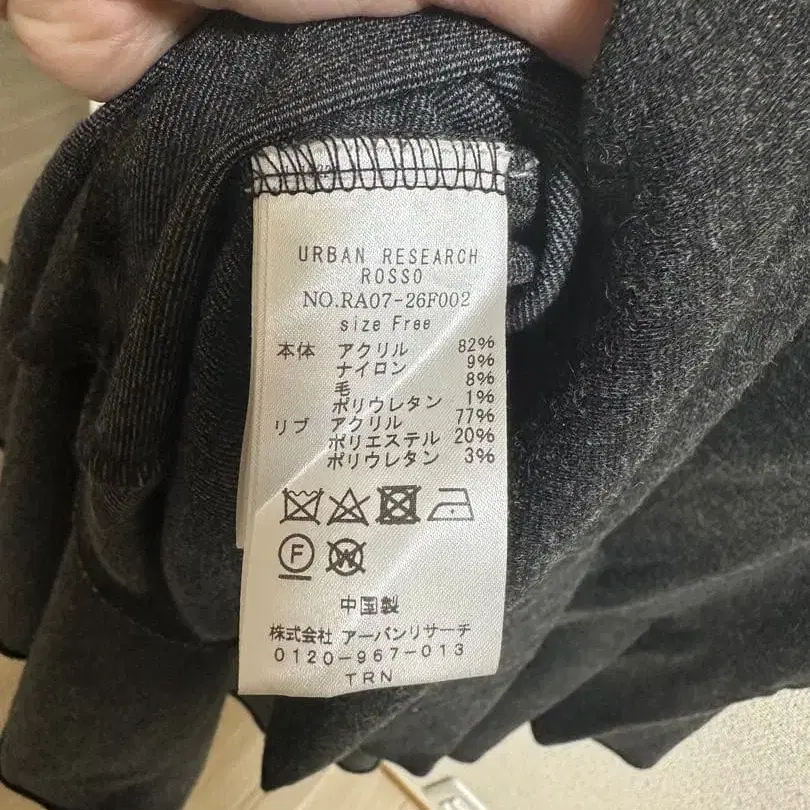 URBAN RESEARCH
ROSSO
NO.RA07-26F002
size Free
本体 アクリル 82%
ナイロン 9%
毛 8%
ポリウレタン 1%
リブ アクリル 77%
ポリエステル 20%
ポリウレタン 3%
F W
中国製
株式会社 アーバンリサーチ
0120-967-013
TRN